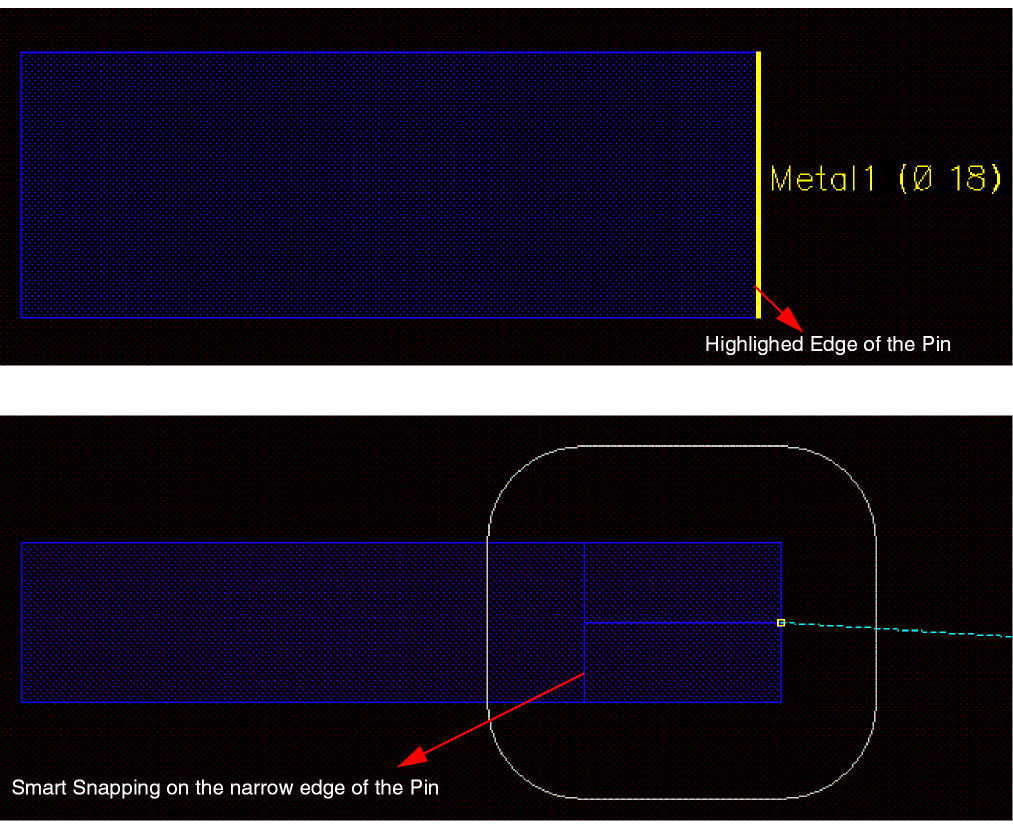 Metal1 (Ø 18)
Highlighed Edge of the Pin
Smart Snapping on the narrow edge of the Pin